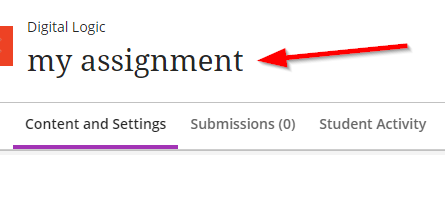 Digital Logic
my assignment
Content and Settings Submissions (0) Student Activity